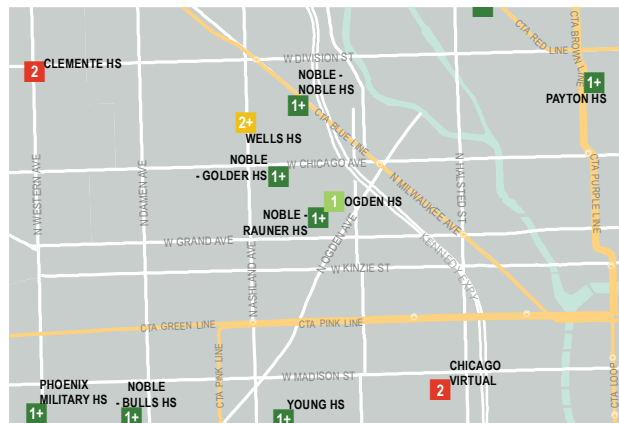 CTA RED LINE
CTA BROWN LINE
W DIVISION ST
2
CLEMENTE HS
NOBLE -
NOBLE HS
1+
1+
PAYTON HS
2+
WELLS HS
CTA BLUE LINE
NOBLE
- GOLDER HS
1+
W CHICAGO AVE
N WESTERN AVE
N DAMEN AVE
N MILWAUKEE AVE
N HALSTED ST
CTA PURPLE LINE
1
OGDEN HS
NOBLE -
RAUNER HS
1+
W GRAND AVE
N OGDEN AVE
KENNEDY EXPY
W KINZIE ST
N ASHLAND AVE
CTA GREEN LINE
CTA PINK LINE
CTA PINK LINE
W MADISON ST
CHICAGO
VIRTUAL
2
CTA LOOP
PHOENIX
MILITARY HS
1+
NOBLE
- BULLS HS
1+
YOUNG HS
1+